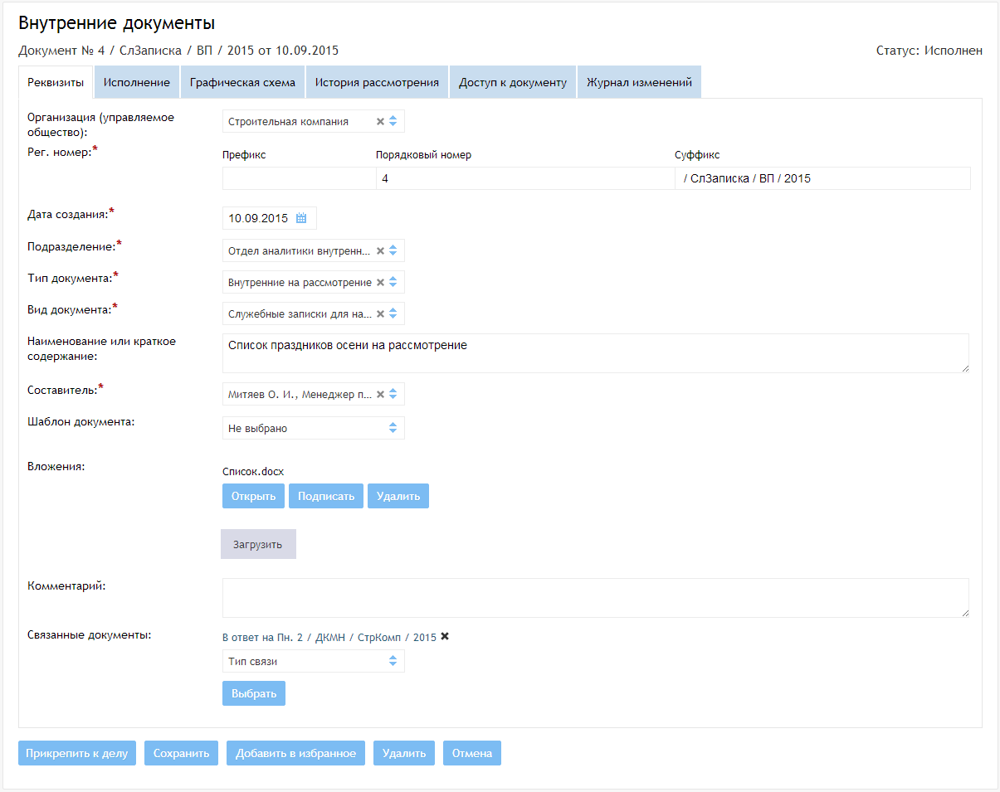 Внутренние документы
Документ № 4 / СлЗаписка / ВП / 2015 от 10.09.2015
Статус: Исполнен
Реквизиты Исполнение Графическая схема История рассмотрения Доступ к документу Журнал изменений
Организация (управляемое
общество):
Строительная компания
Рег. номер:*
Префикс Порядковый номер Суффикс
4 / СлЗаписка / ВП / 2015
Дата создания:* 10.09.2015
Подразделение:* Отдел аналитики внутренн...
Тип документа:* Внутренние на рассмотрение
Вид документа:* Служебные записки для на...
Наименование или краткое
содержание:
Список праздников осени на рассмотрение
Составитель:* Митяев О. И., Менеджер п...
Шаблон документа: Не выбрано
Вложения:
Список.docx
Открыть Подписать Удалить
Загрузить
Комментарий:
Связанные документы: В ответ на Пн. 2 / ДКМН / СтрКомп / 2015
Тип связи
Выбрать
Прикрепить к делу Сохранить Добавить в избранное Удалить Отмена